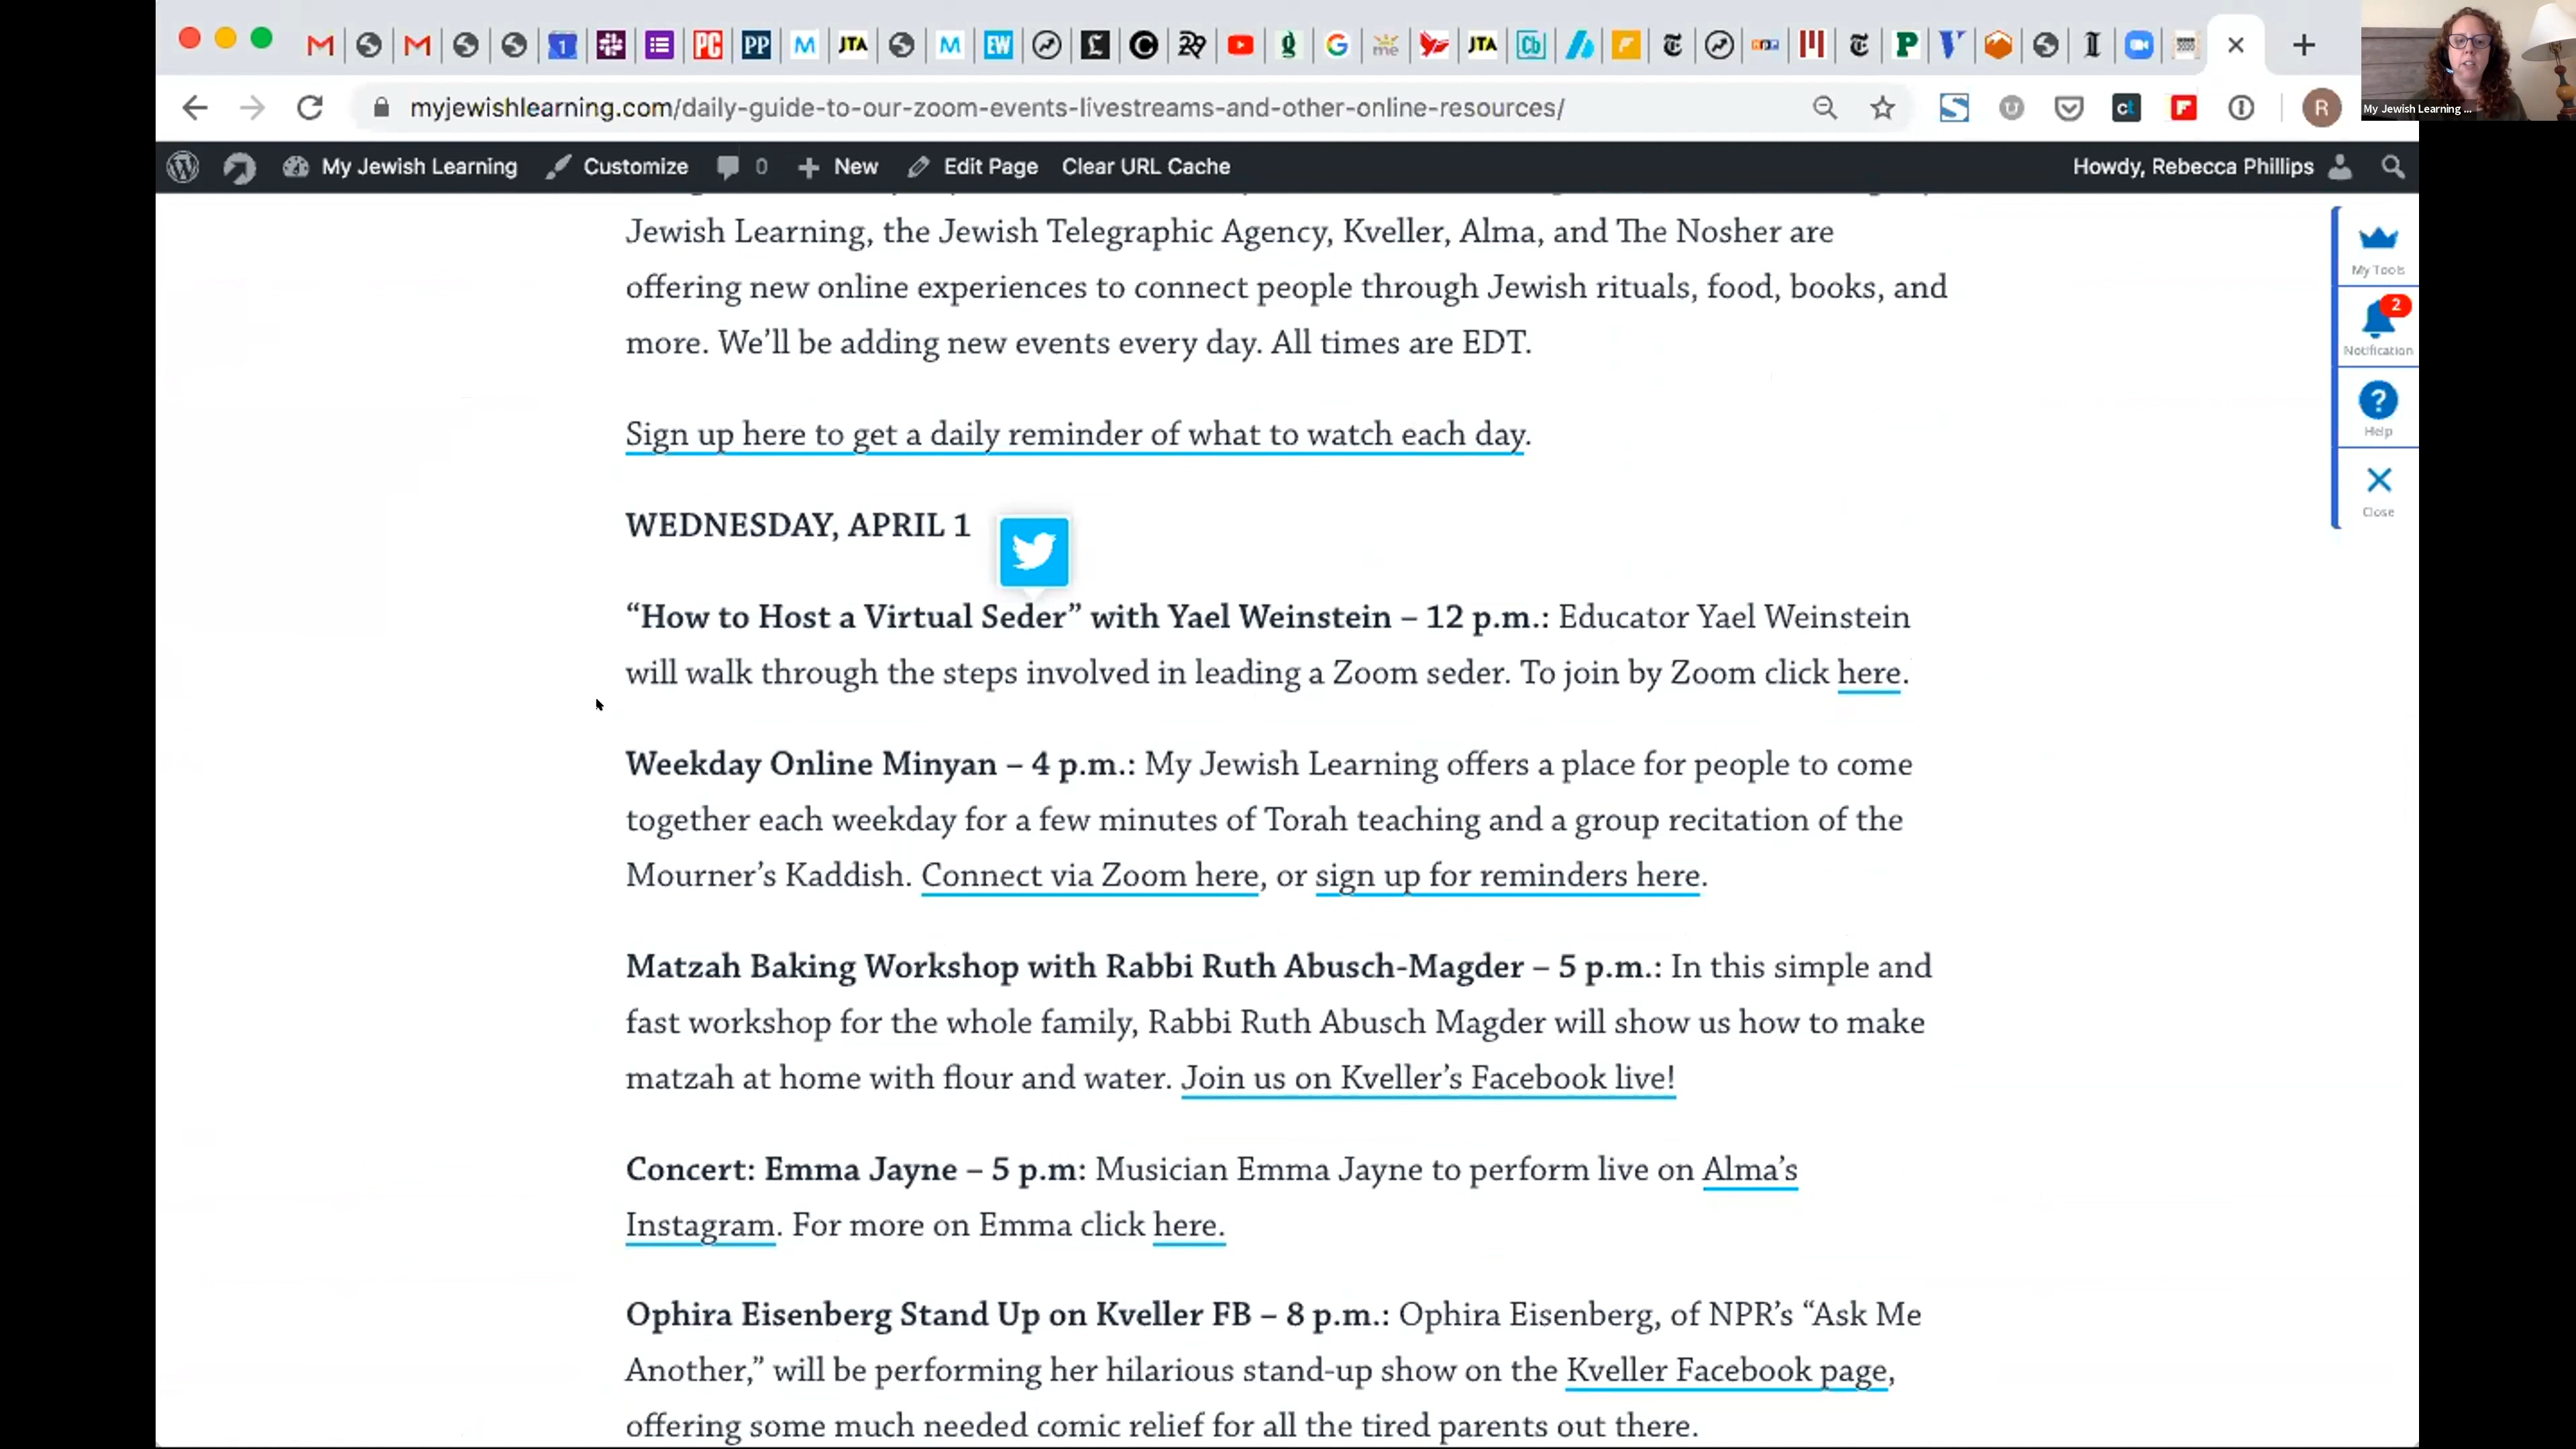 myjewishlearning.com/daily-guide-to-our-zoom-events-livestreams-and-other-online-resources/
My Jewish Learning ...
My Jewish Learning Customize 0 New Edit Page Clear URL Cache Howdy, Rebecca Phillips
Jewish Learning, the Jewish Telegraphic Agency, Kveller, Alma, and The Nosher are
offering new online experiences to connect people through Jewish rituals, food, books, and
more. We’ll be adding new events every day. All times are EDT.
Sign up here to get a daily reminder of what to watch each day.
WEDNESDAY, APRIL 1
“How to Host a Virtual Seder” with Yael Weinstein – 12 p.m.: Educator Yael Weinstein
will walk through the steps involved in leading a Zoom seder. To join by Zoom click here.
Weekday Online Minyan – 4 p.m.: My Jewish Learning offers a place for people to come
together each weekday for a few minutes of Torah teaching and a group recitation of the
Mourner’s Kaddish. Connect via Zoom here, or sign up for reminders here.
Matzah Baking Workshop with Rabbi Ruth Abusch-Magder – 5 p.m.: In this simple and
fast workshop for the whole family, Rabbi Ruth Abusch Magder will show us how to make
matzah at home with flour and water. Join us on Kveller’s Facebook live!
Concert: Emma Jayne – 5 p.m: Musician Emma Jayne to perform live on Alma’s
Instagram. For more on Emma click here.
Ophira Eisenberg Stand Up on Kveller FB – 8 p.m.: Ophira Eisenberg, of NPR’s “Ask Me
Another,” will be performing her hilarious stand-up show on the Kveller Facebook page,
offering some much needed comic relief for all the tired parents out there.
My Tools
2
Notification
Help
Close